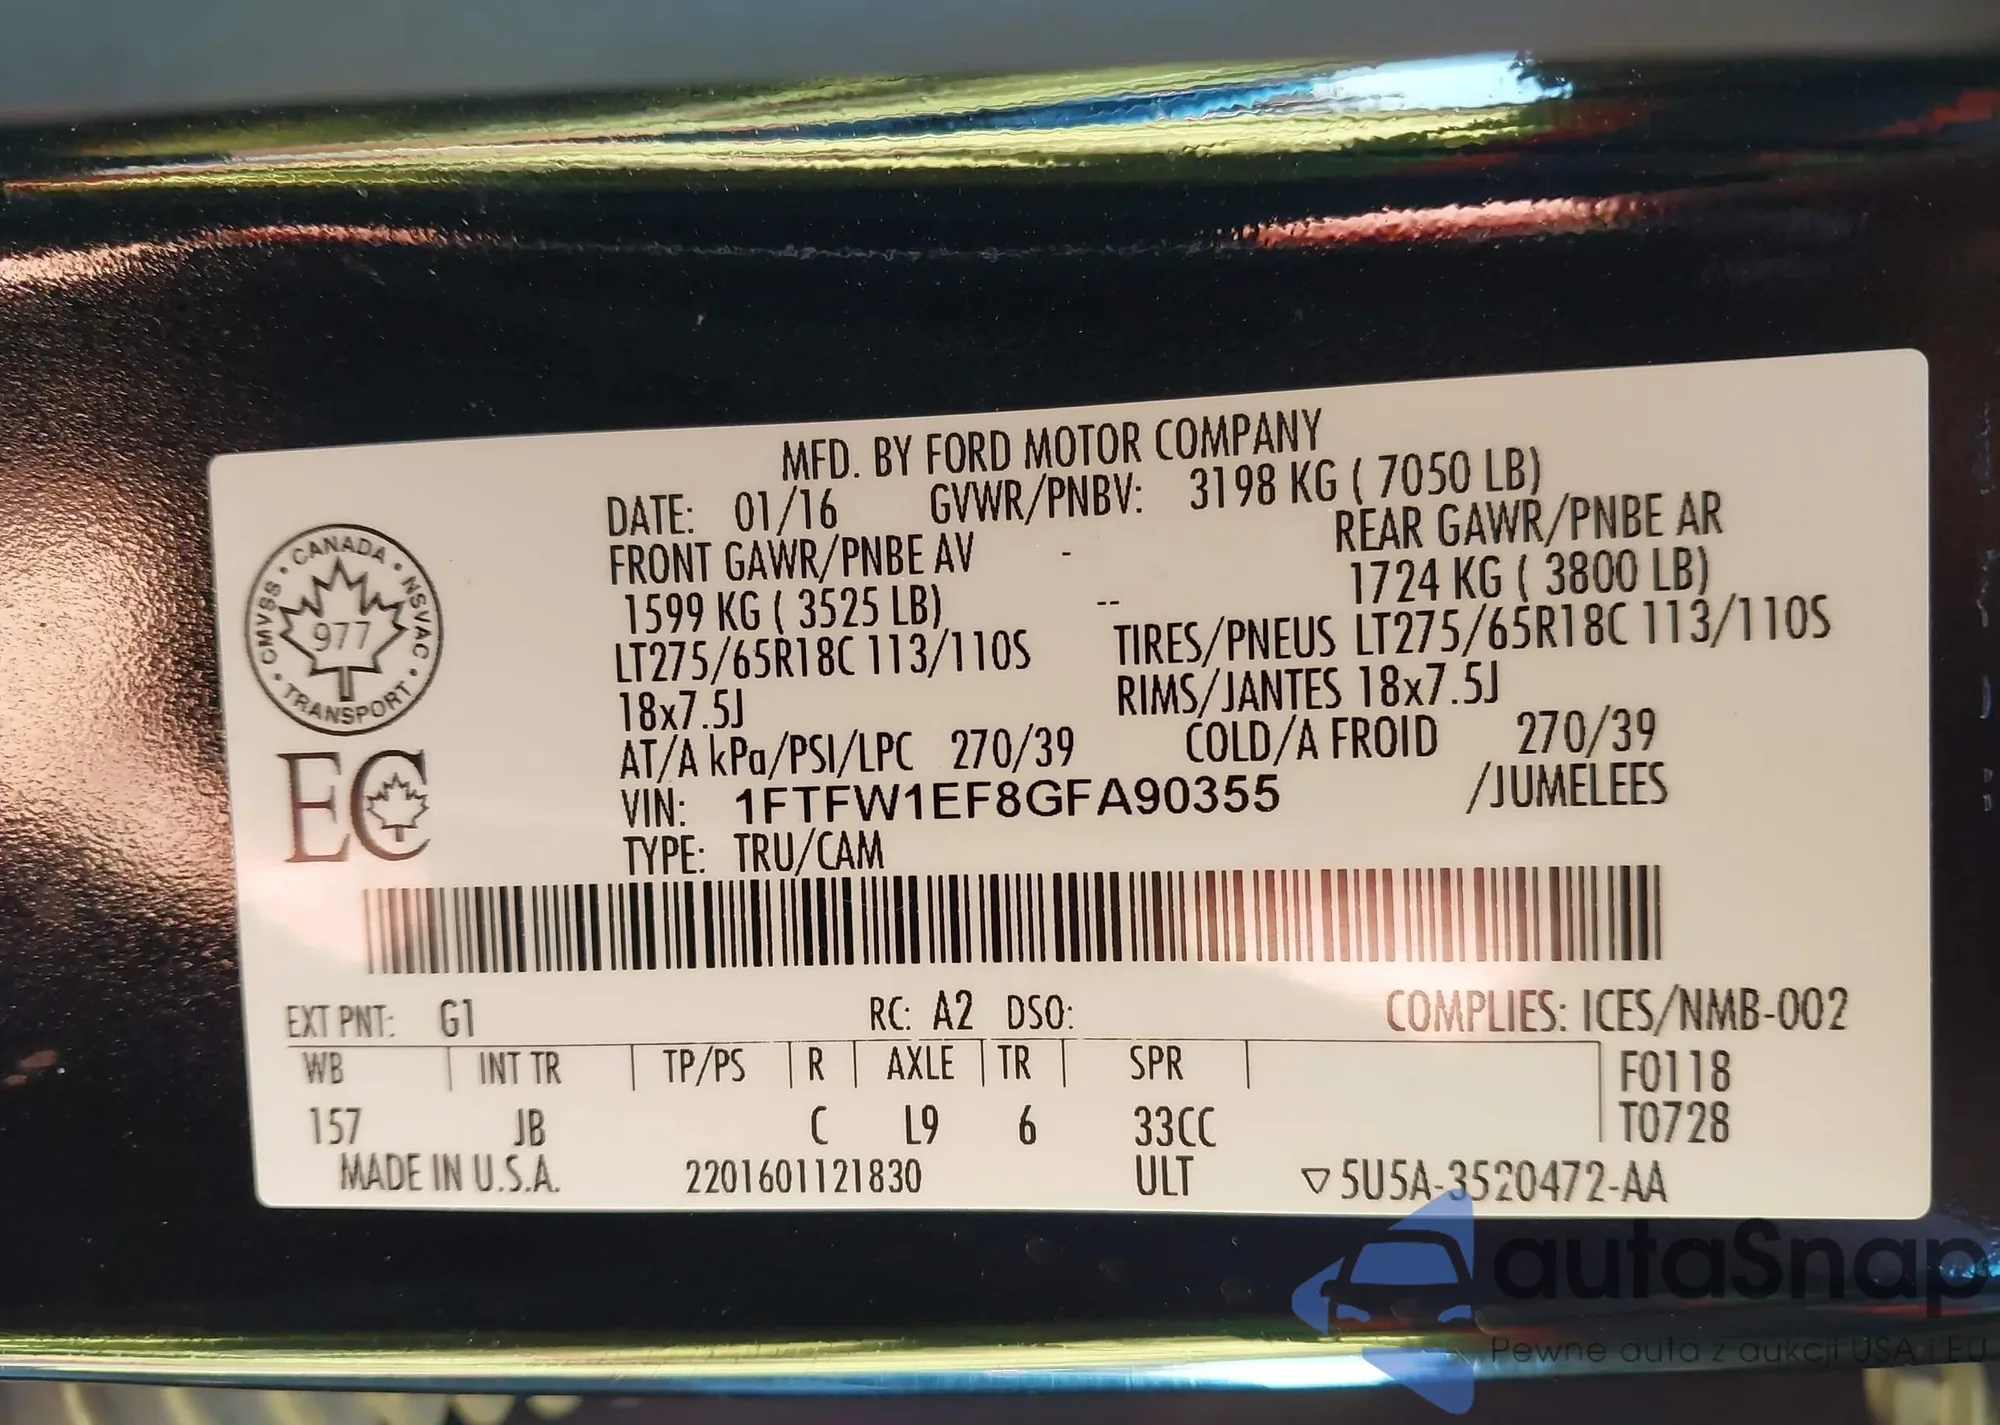 MFD. BY FORD MOTOR COMPANY
DATE: 01/16 GVWR/PNBV: 3198 KG ( 7050 LB)
FRONT GAWR/PNBE AV - REAR GAWR/PNBE AR
1599 KG ( 3525 LB) -- 1724 KG ( 3800 LB)
LT275/65R18C 113/110S TIRES/PNEUS LT275/65R18C 113/110S
18x7.5J RIMS/JANTES 18x7.5J
AT/A kPa/PSI/LPC 270/39 COLD/A FROID 270/39
VIN: 1FTFW1EF8GFA90355 /JUMELEES
TYPE: TRU/CAM
CANADA • NSVAC • TRANSPORT • CMVSS •
977
EC
EXT PNT: G1 RC: A2 DSO: COMPLIES: ICES/NMB-002
WB INT TR TP/PS R AXLE TR SPR F0118
157 JB C L9 6 33CC T0728
MADE IN U.S.A. 2201601121830 ULT ▽5U5A-3520472-AA
autaSnap
Pewne auta z aukcji USA i EU